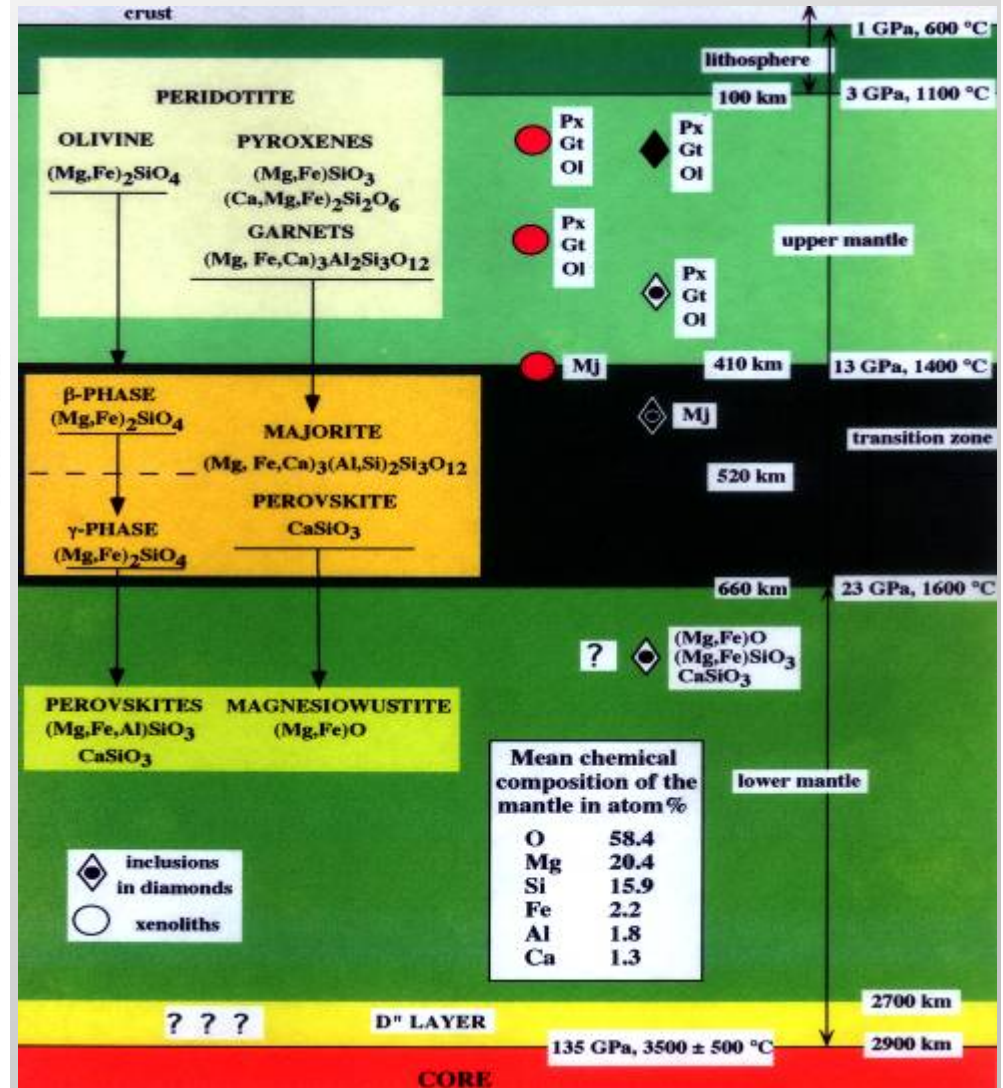 crust
1 GPa, 600 °C
lithosphere
100 km
3 GPa, 1100 °C
PERIDOTITE
OLIVINE
(Mg,Fe)2SiO4
PYROXENES
(Mg,Fe)SiO3
(Ca,Mg,Fe)2Si2O6
GARNETS
(Mg, Fe,Ca)3Al2Si3O12
Px
Gt
Ol
Px
Gt
Ol
Px
Gt
Ol
Px
Gt
Ol
upper mantle
Mj
410 km
13 GPa, 1400 °C
β-PHASE
(Mg,Fe)2SiO4
MAJORITE
(Mg, Fe,Ca)3(Al,Si)2Si3O12
PEROVSKITE
CaSiO3
γ-PHASE
(Mg,Fe)2SiO4
Mj
transition zone
520 km
660 km
23 GPa, 1600 °C
?
(Mg,Fe)O
(Mg,Fe)SiO3
CaSiO3
PEROVSKITES
(Mg,Fe,Al)SiO3
CaSiO3
MAGNESIOWUSTITE
(Mg,Fe)O
lower mantle
Mean chemical
composition of the
mantle in atom%
O 58.4
Mg 20.4
Si 15.9
Fe 2.2
Al 1.8
Ca 1.3
inclusions
in diamonds
xenoliths
2700 km
? ? ?
D" LAYER
135 GPa, 3500 ± 500 °C
2900 km
CORE